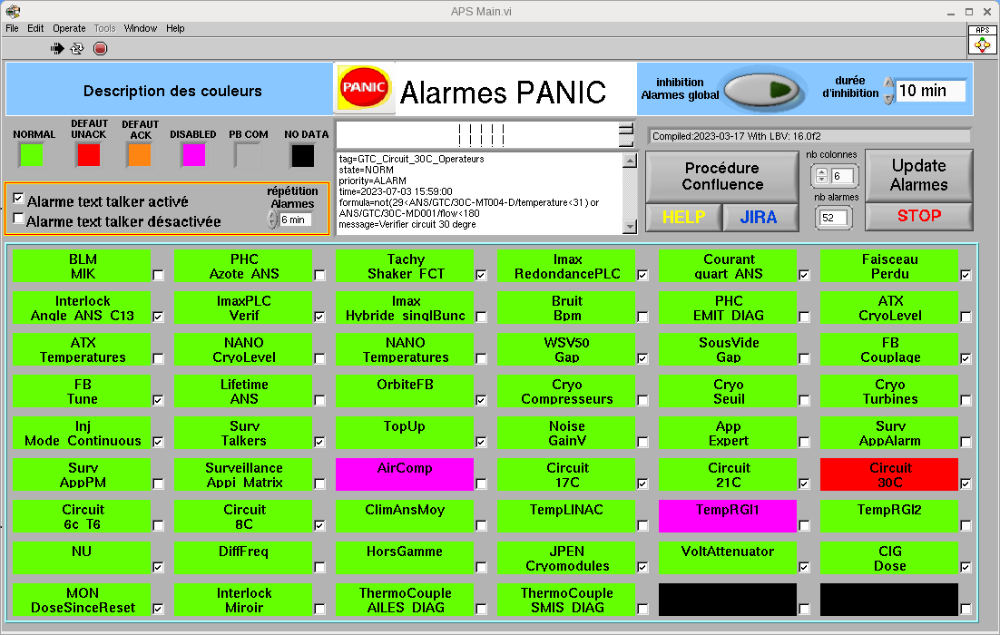 APS Main.vi
File Edit Operate Tools Window Help
APS
Description des couleurs
PANIC
Alarmes PANIC
inhibition
Alarmes global
durée
d'inhibition
10 min
NORMAL
DEFAUT
UNACK
DEFAUT
ACK
DISABLED
PB COM
NO DATA
Alarme text talker activé
Alarme text talker désactivée
répétition
Alarmes
6 min
tag=GTC_Circuit_30C_Operateurs
state=NORM
priority=ALARM
time=2023-07-03 15:59:00
formula=not(29<ANS/GTC/30C-MT004-D/temperature<31) or
ANS/GTC/30C-MD001/flow<180
message=Verifier circuit 30 degre
Compiled:2023-03-17 With LBV: 16.0f2
Procédure
Confluence
HELP
JIRA
nb colonnes
6
nb alarmes
52
Update
Alarmes
STOP
BLM
MIK
PHC
Azote ANS
Tachy
Shaker FCT
Imax
RedondancePLC
Courant
quart ANS
Faisceau
Perdu
Interlock
Angle ANS C13
ImaxPLC
Verif
Imax
Hybride singlBunc
Bruit
Bpm
PHC
EMIT DIAG
ATX
CryoLevel
ATX
Temperatures
NANO
CryoLevel
NANO
Temperatures
WSV50
Gap
SousVide
Gap
FB
Couplage
FB
Tune
Lifetime
ANS
OrbiteFB
Cryo
Compresseurs
Cryo
Seuil
Cryo
Turbines
Inj
Mode Continuous
Surv
Talkers
TopUp
Noise
GainV
App
Expert
Surv
AppAlarm
Surv
AppPM
Surveillance
Appi Matrix
AirComp
Circuit
17C
Circuit
21C
Circuit
30C
Circuit
6c T6
Circuit
8C
ClimAnsMoy
TempLINAC
TempRGI1
TempRGI2
NU
DiffFreq
HorsGamme
JPEN
Cryomodules
VoltAttenuator
CIG
Dose
MON
DoseSinceReset
Interlock
Miroir
ThermoCouple
AILES DIAG
ThermoCouple
SMIS DIAG